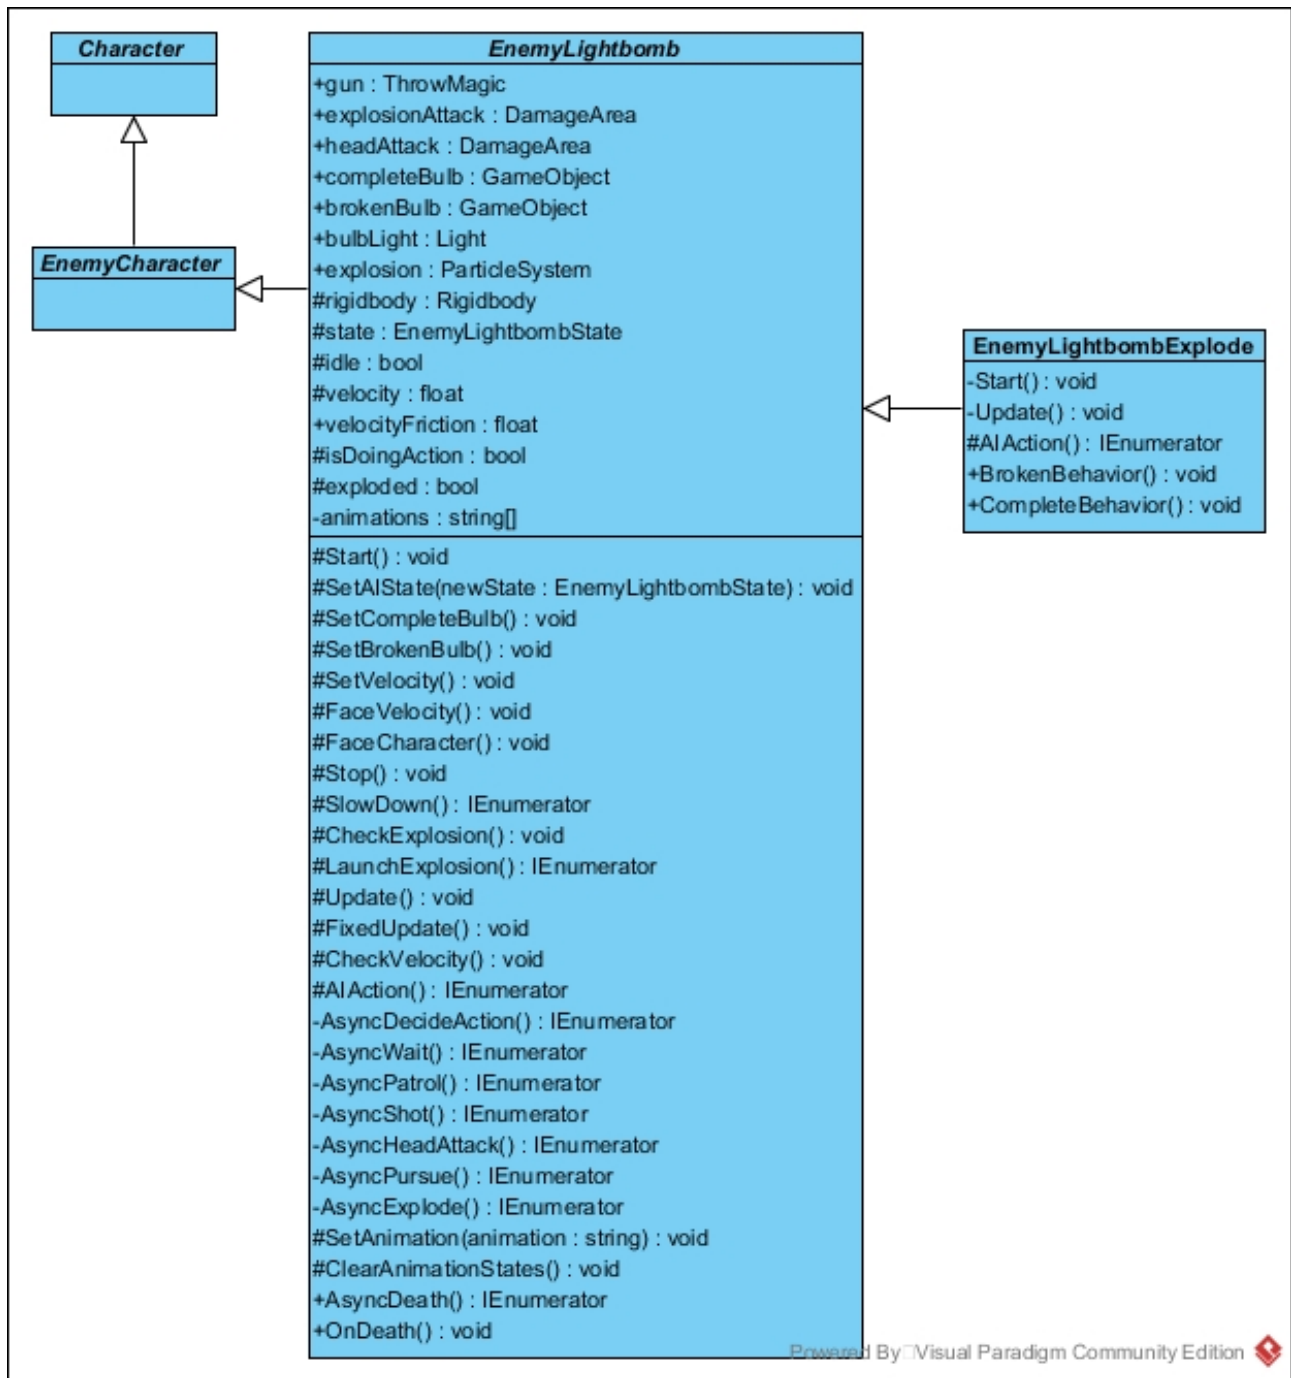 Character
EnemyCharacter
EnemyLightbomb
+gun : ThrowMagic
+explosionAttack : DamageArea
+headAttack : DamageArea
+completeBulb : GameObject
+brokenBulb : GameObject
+bulbLight : Light
+explosion : ParticleSystem
#rigidbody : Rigidbody
#state : EnemyLightbombState
#idle : bool
#velocity : float
+velocityFriction : float
#isDoingAction : bool
#exploded : bool
-animations : string[]
#Start() : void
#SetAIState(newState : EnemyLightbombState) : void
#SetCompleteBulb() : void
#SetBrokenBulb() : void
#SetVelocity() : void
#FaceVelocity() : void
#FaceCharacter() : void
#Stop() : void
#SlowDown() : IEnumerator
#CheckExplosion() : void
#LaunchExplosion() : IEnumerator
#Update() : void
#FixedUpdate() : void
#CheckVelocity() : void
#AIAction() : IEnumerator
-AsyncDecideAction() : IEnumerator
-AsyncWait() : IEnumerator
-AsyncPatrol() : IEnumerator
-AsyncShot() : IEnumerator
-AsyncHeadAttack() : IEnumerator
-AsyncPursue() : IEnumerator
-AsyncExplode() : IEnumerator
#SetAnimation(animation : string) : void
#ClearAnimationStates() : void
+AsyncDeath() : IEnumerator
+OnDeath() : void
EnemyLightbombExplode
-Start() : void
-Update() : void
#AIAction() : IEnumerator
+BrokenBehavior() : void
+CompleteBehavior() : void
Powered By Visual Paradigm Community Edition